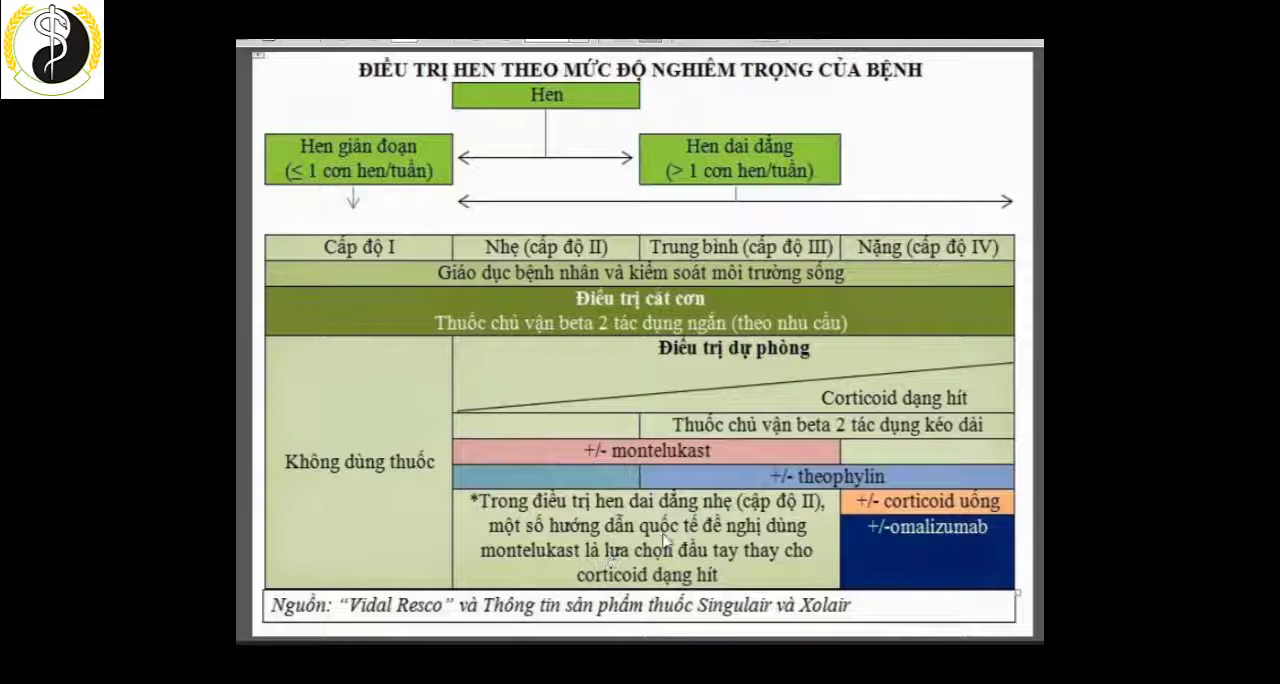 ĐIỀU TRỊ HEN THEO MỨC ĐỘ NGHIÊM TRỌNG CỦA BỆNH
Hen
Hen gián đoạn
(≤ 1 cơn hen/tuần)
Hen dai dẳng
(> 1 cơn hen/tuần)
Cấp độ I
Nhẹ (cấp độ II)
Trung bình (cấp độ III)
Nặng (cấp độ IV)
Giáo dục bệnh nhân và kiểm soát môi trường sống
Điều trị cắt cơn
Thuốc chủ vận beta 2 tác dụng ngắn (theo nhu cầu)
Điều trị dự phòng
Corticoid dạng hít
Thuốc chủ vận beta 2 tác dụng kéo dài
+/- montelukast
Không dùng thuốc
+/- theophylin
*Trong điều trị hen dai dẳng nhẹ (cập độ II),
một số hướng dẫn quốc tế đề nghị dùng
montelukast là lựa chọn đầu tay thay cho
corticoid dạng hít
+/- corticoid uống
+/-omalizumab
Nguồn: “Vidal Resco” và Thông tin sản phẩm thuốc Singulair và Xolair